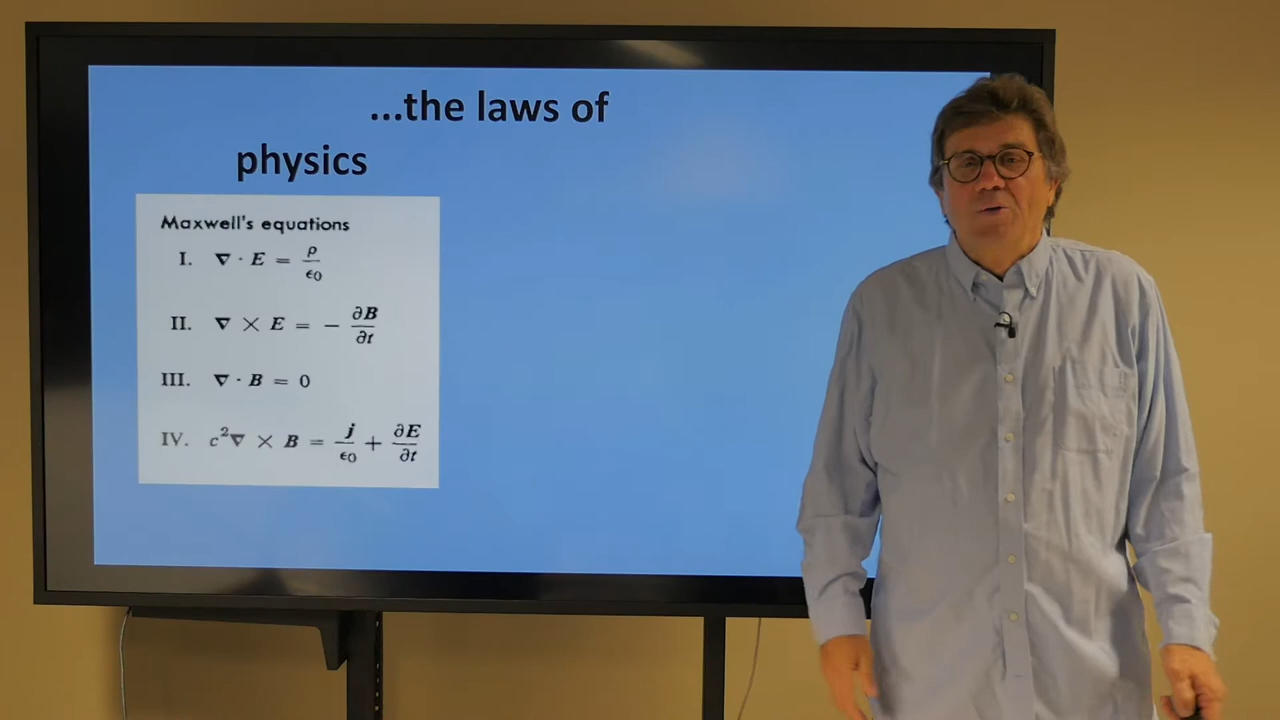 ...the laws of
physics
Maxwell's equations
I. ∇ · E = ρ/ϵ0
II. ∇ × E = − ∂B/∂t
III. ∇ · B = 0
IV. c²∇ × B = j/ϵ0 + ∂E/∂t